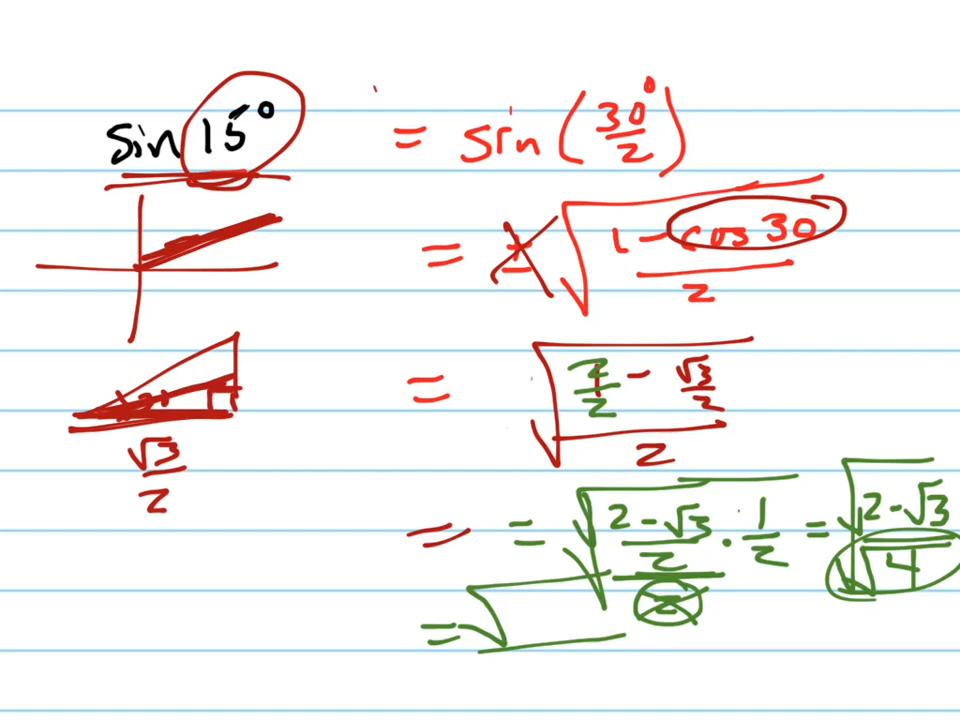 sin 15° = sin(30°/2)
= ± √((1 - cos 30)/2)
= √((2/2 - √3/2)/2)
√3/2
= = √(((2 - √3)/2)/2 · 1/2) = √(2 - √3)/√4
= √